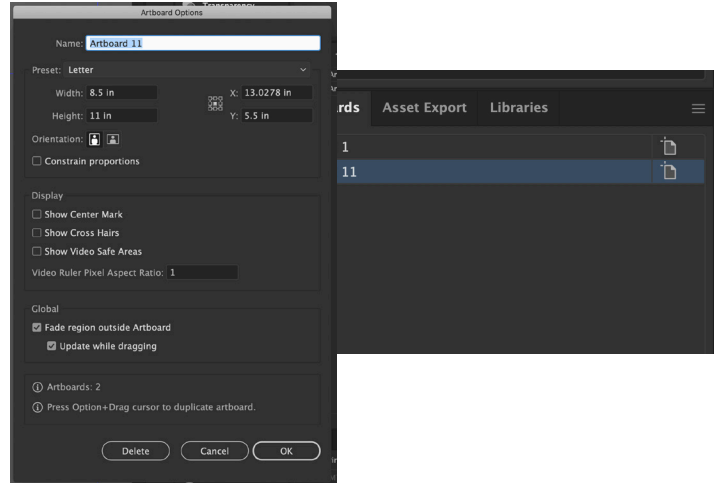 Transparency
Artboard Options
Name: Artboard 11
Preset: Letter
Width: 8.5 in
X: 13.0278 in
Height: 11 in
Y: 5.5 in
Orientation:
Constrain proportions
Display
Show Center Mark
Show Cross Hairs
Show Video Safe Areas
Video Ruler Pixel Aspect Ratio: 1
Global
Fade region outside Artboard
Update while dragging
Artboards: 2
Press Option+Drag cursor to duplicate artboard.
Delete Cancel OK
rds Asset Export Libraries
1
11